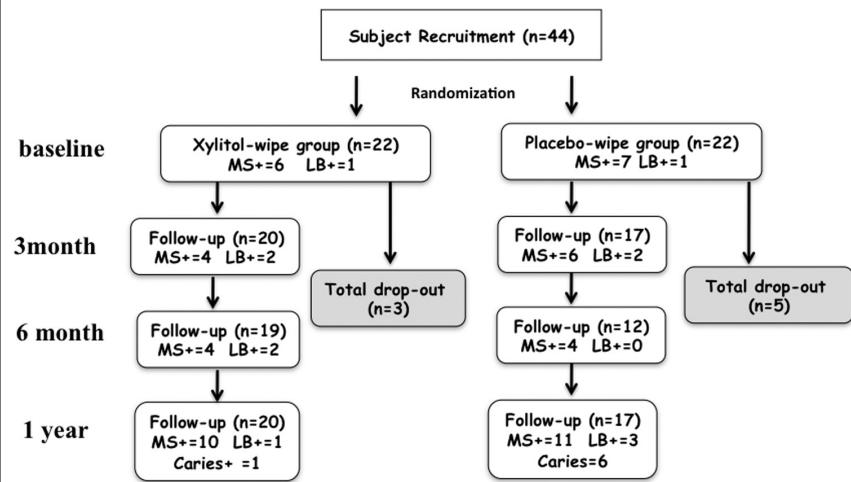 Subject Recruitment (n=44)
Randomization
baseline
Xylitol-wipe group (n=22)
MS+=6 LB+=1
Placebo-wipe group (n=22)
MS+=7 LB+=1
3month
Follow-up (n=20)
MS+=4 LB+=2
Total drop-out
(n=3)
Follow-up (n=17)
MS+=6 LB+=2
Total drop-out
(n=5)
6 month
Follow-up (n=19)
MS+=4 LB+=2
Follow-up (n=12)
MS+=4 LB+=0
1 year
Follow-up (n=20)
MS+=10 LB+=1
Caries+ =1
Follow-up (n=17)
MS+=11 LB+=3
Caries=6